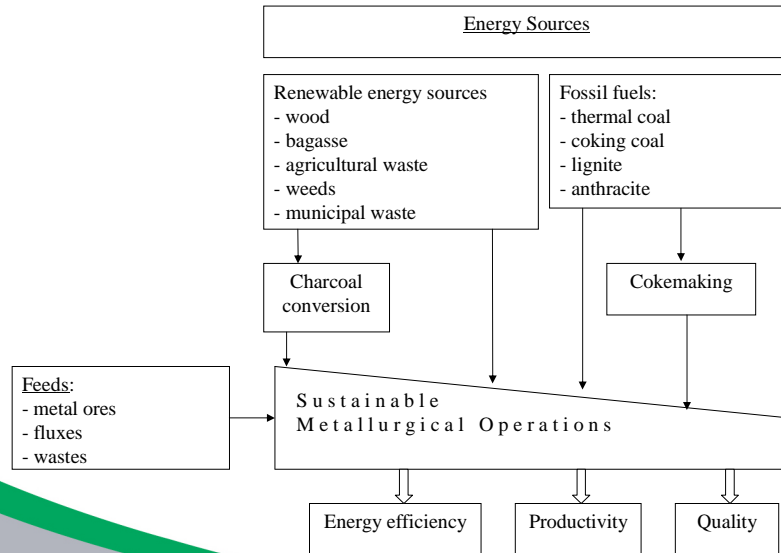 Energy Sources
Renewable energy sources
- wood
- bagasse
- agricultural waste
- weeds
- municipal waste
Fossil fuels:
- thermal coal
- coking coal
- lignite
- anthracite
Charcoal
conversion
Cokemaking
Feeds:
- metal ores
- fluxes
- wastes
Sustainable
Metallurgical Operations
Energy efficiency
Productivity
Quality